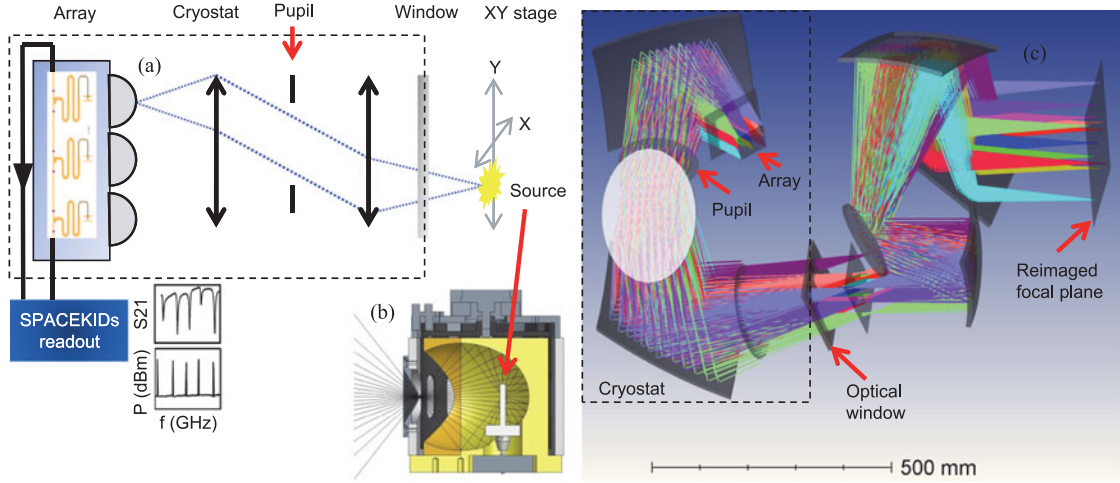 Array
Cryostat
Pupil
Window
XY stage
(a)
Y
X
Source
SPACEKIDs
readout
S21
P (dBm)
f (GHz)
(b)
(c)
Array
Pupil
Reimaged
focal plane
Cryostat
Optical
window
500 mm